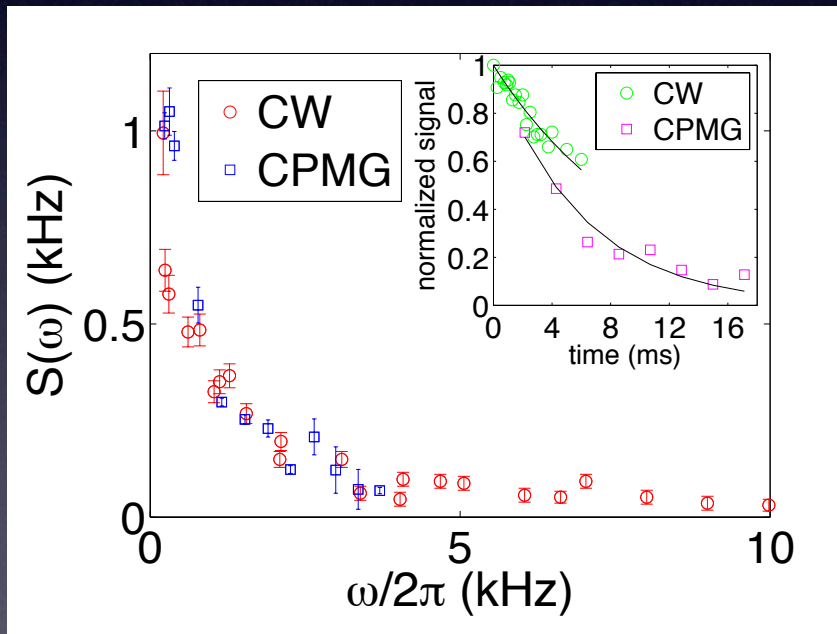 S(ω) (kHz)
1
0.5
0
0
5
10
ω/2π (kHz)
CW
CPMG
normalized signal
1
0.8
0.6
0.4
0.2
0
0
4
8
12
16
time (ms)
CW
CPMG